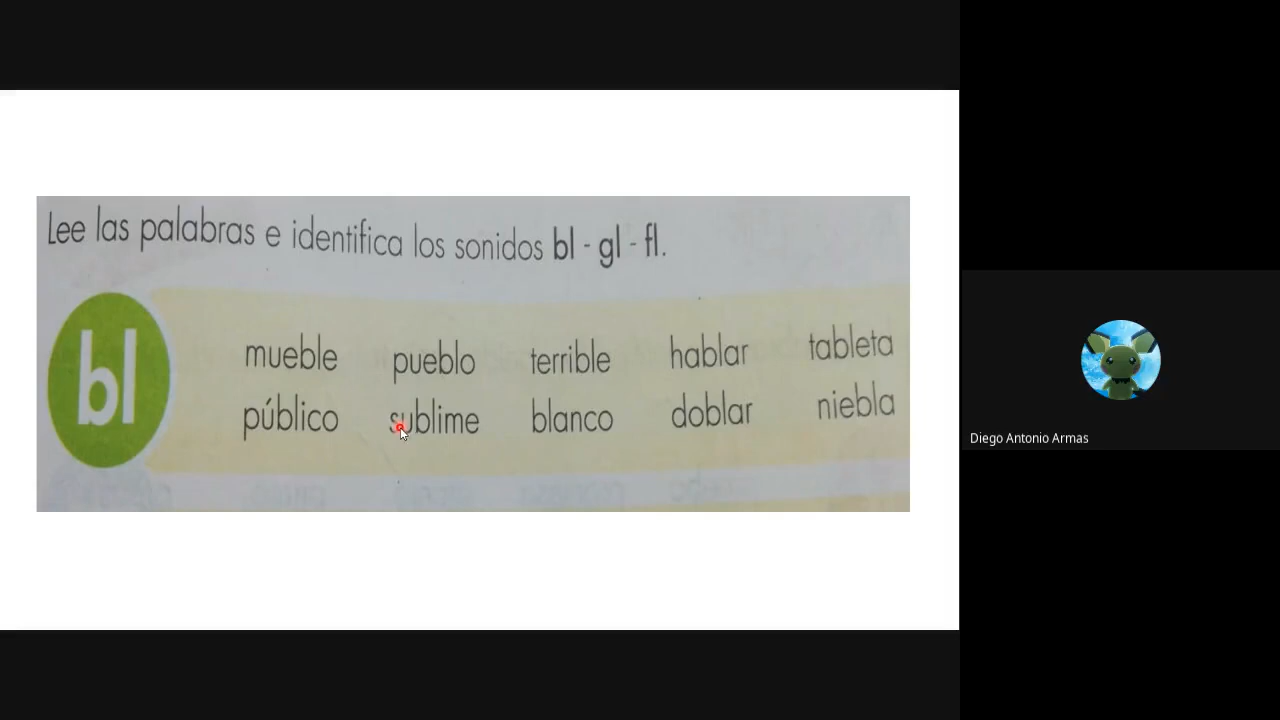 Lee las palabras e identifica los sonidos bl - gl - fl.
bl
mueble pueblo terrible hablar tableta
público sublime blanco doblar niebla
Diego Antonio Armas